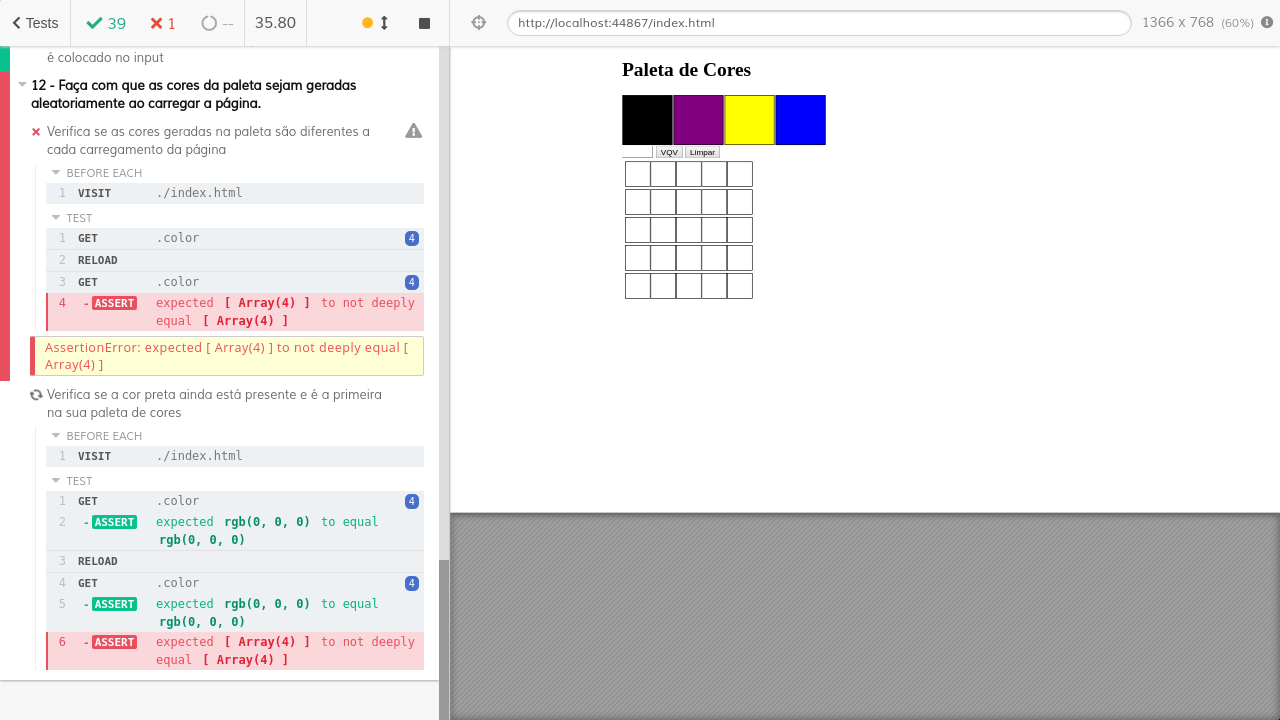 Tests
39
1
--
35.80
http://localhost:44867/index.html
1366 x 768 (60%)
é colocado no input
12 - Faça com que as cores da paleta sejam geradas
aleatoriamente ao carregar a página.
Verifica se as cores geradas na paleta são diferentes a
cada carregamento da página
BEFORE EACH
1 VISIT ./index.html
TEST
1 GET .color 4
2 RELOAD
3 GET .color 4
4 -ASSERT expected [ Array(4) ] to not deeply
equal [ Array(4) ]
AssertionError: expected [ Array(4) ] to not deeply equal [
Array(4) ]
Verifica se a cor preta ainda está presente e é a primeira
na sua paleta de cores
BEFORE EACH
1 VISIT ./index.html
TEST
1 GET .color 4
2 -ASSERT expected rgb(0, 0, 0) to equal
rgb(0, 0, 0)
3 RELOAD
4 GET .color 4
5 -ASSERT expected rgb(0, 0, 0) to equal
rgb(0, 0, 0)
6 -ASSERT expected [ Array(4) ] to not deeply
equal [ Array(4) ]
Paleta de Cores
VQV Limpar